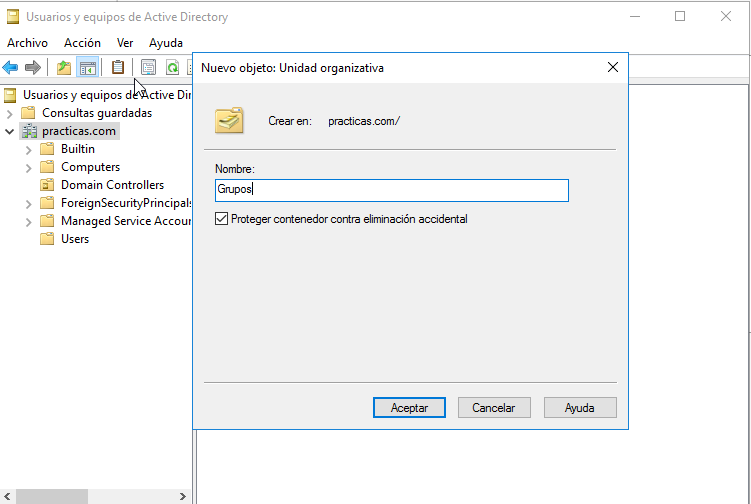 Usuarios y equipos de Active Directory
Archivo Acción Ver Ayuda
Usuarios y equipos de Active Dir
Consultas guardadas
practicas.com
Builtin
Computers
Domain Controllers
ForeignSecurityPrincipals
Managed Service Accour
Users
Nuevo objeto: Unidad organizativa
Crear en: practicas.com/
Nombre:
Grupos
Proteger contenedor contra eliminación accidental
Aceptar Cancelar Ayuda